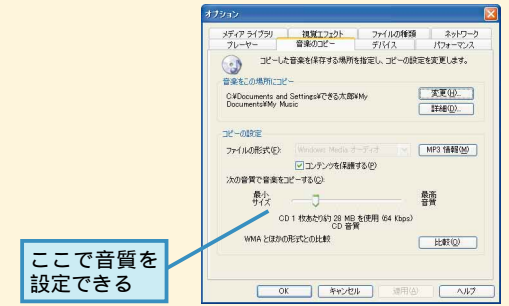 オプション
メディア ライブラリ 視覚エフェクト ファイルの種類 ネットワーク
プレーヤー 音楽のコピー デバイス パフォーマンス
コピーした音楽を保存する場所を指定し、コピーの設定を変更します。
音楽をこの場所にコピー
C:¥Documents and Settings¥できる太郎¥My
Documents¥My Music
変更(H)...
詳細(D)...
コピーの設定
ファイルの形式(F): Windows Media オーディオ MP3 情報(M)
コンテンツを保護する(P)
次の音質で音楽をコピーする(C):
最小
サイズ
最高
音質
CD 1 枚あたり約 28 MB を使用 (64 Kbps)
CD 音質
WMA とほかの形式との比較 比較(O)
OK キャンセル 適用(A) ヘルプ
ここで音質を
設定できる